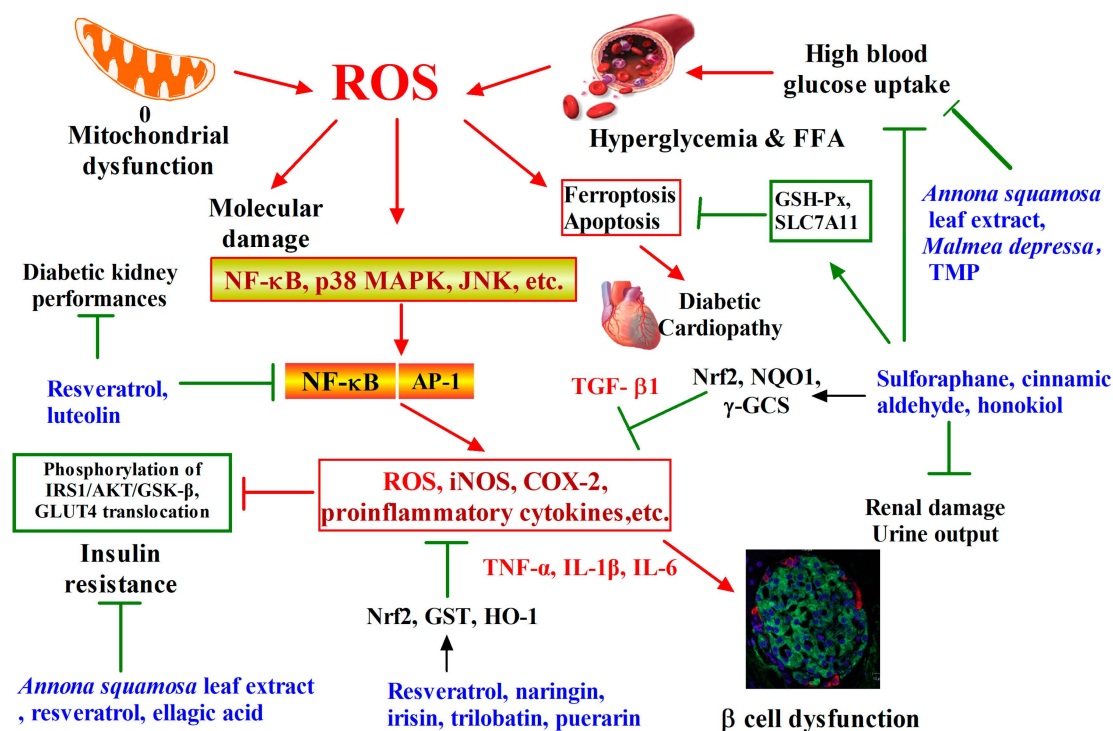 ROS
High blood
glucose uptake
0
Mitochondrial
dysfunction
Hyperglycemia & FFA
Molecular
damage
Ferroptosis
Apoptosis
GSH-Px,
SLC7A11
Annona squamosa
leaf extract,
Malmea depressa,
TMP
Diabetic kidney
performances
NF-κB, p38 MAPK, JNK, etc.
Diabetic
Cardiopathy
Resveratrol,
luteolin
NF-κB
AP-1
TGF- β1
Nrf2, NQO1,
γ-GCS
Sulforaphane, cinnamic
aldehyde, honokiol
Phosphorylation of
IRS1/AKT/GSK-β,
GLUT4 translocation
ROS, iNOS, COX-2,
proinflammatory cytokines,etc.
Renal damage
Urine output
Insulin
resistance
TNF-α, IL-1β, IL-6
Nrf2, GST, HO-1
Annona squamosa leaf extract
, resveratrol, ellagic acid
Resveratrol, naringin,
irisin, trilobatin, puerarin
β cell dysfunction